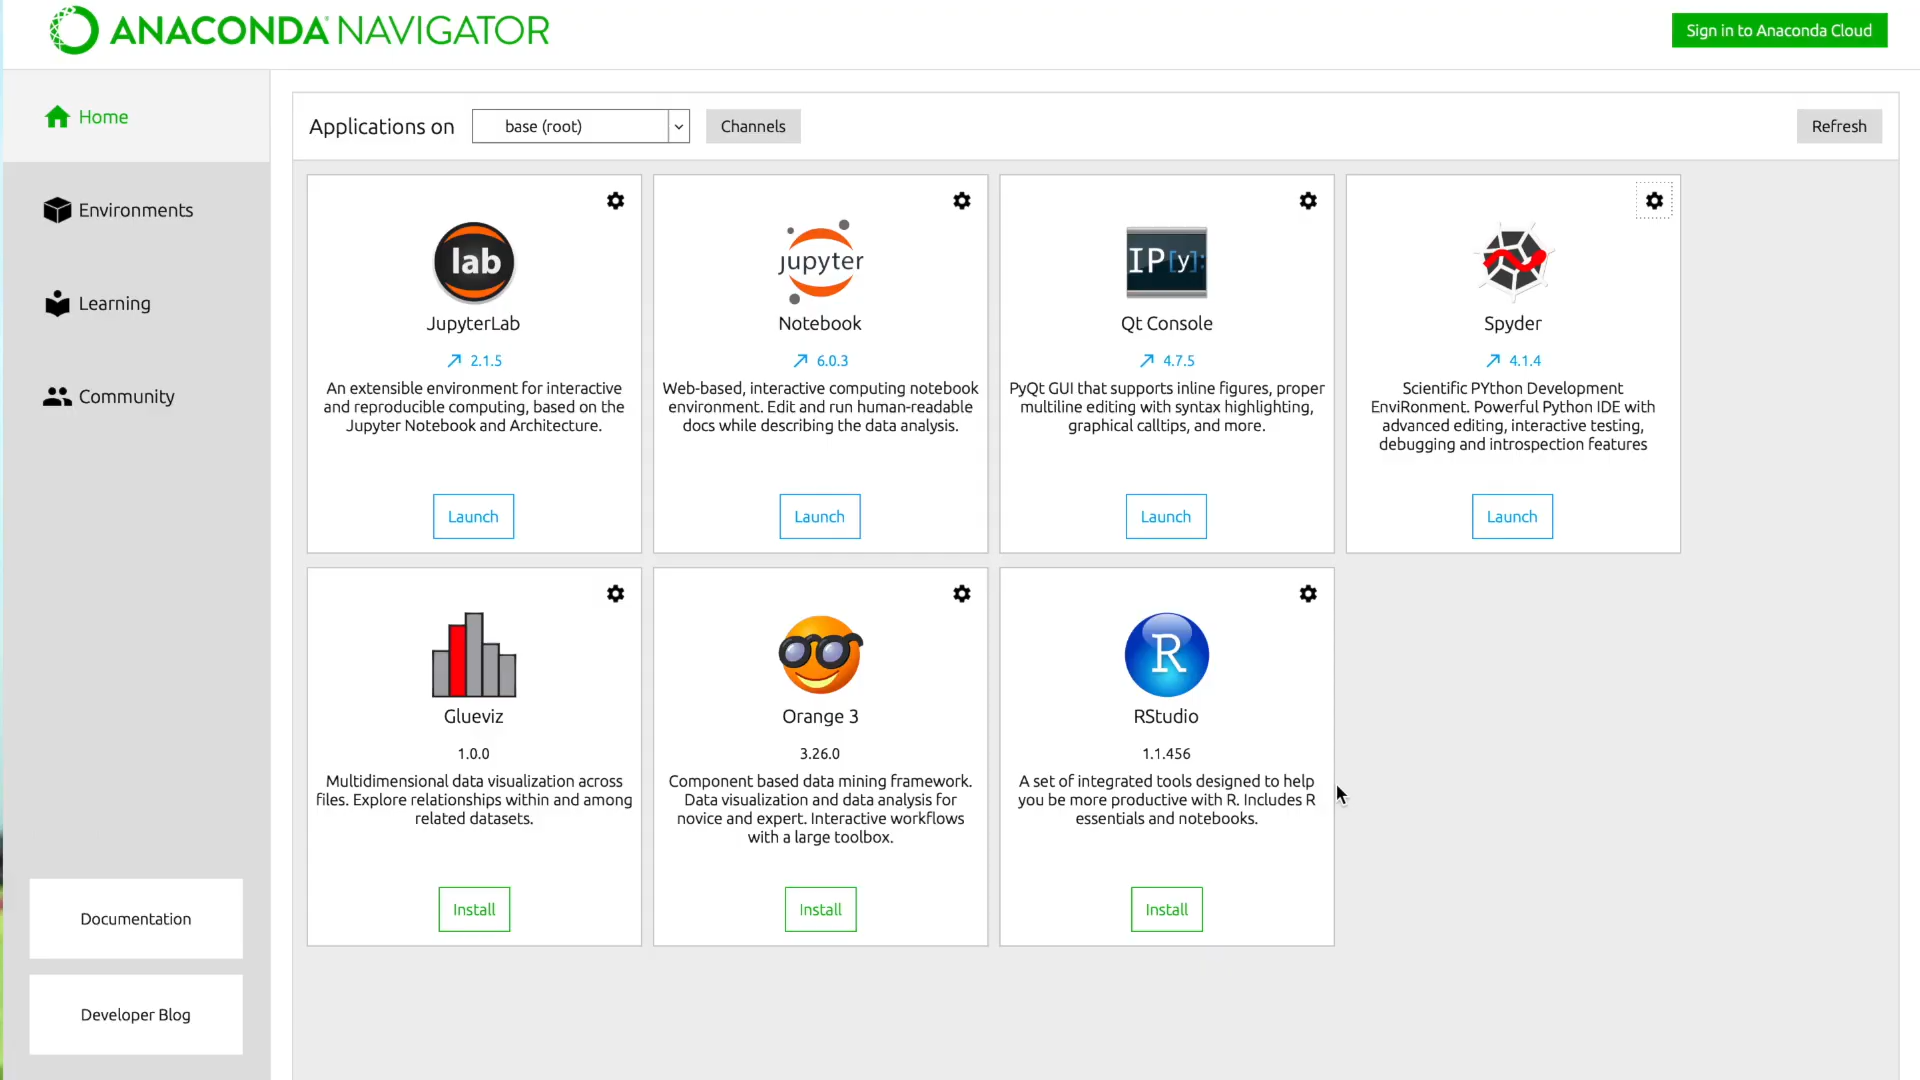 ANACONDA NAVIGATOR
Sign in to Anaconda Cloud
Home
Environments
Learning
Community
Documentation
Developer Blog
Applications on
base (root)
Channels
Refresh
lab
JupyterLab
2.1.5
An extensible environment for interactive
and reproducible computing, based on the
Jupyter Notebook and Architecture.
Launch
jupyter
Notebook
6.0.3
Web-based, interactive computing notebook
environment. Edit and run human-readable
docs while describing the data analysis.
Launch
IP[y]:
Qt Console
4.7.5
PyQt GUI that supports inline figures, proper
multiline editing with syntax highlighting,
graphical calltips, and more.
Launch
Spyder
4.1.4
Scientific PYthon Development
EnviRonment. Powerful Python IDE with
advanced editing, interactive testing,
debugging and introspection features
Launch
Glueviz
1.0.0
Multidimensional data visualization across
files. Explore relationships within and among
related datasets.
Install
Orange 3
3.26.0
Component based data mining framework.
Data visualization and data analysis for
novice and expert. Interactive workflows
with a large toolbox.
Install
R
RStudio
1.1.456
A set of integrated tools designed to help
you be more productive with R. Includes R
essentials and notebooks.
Install